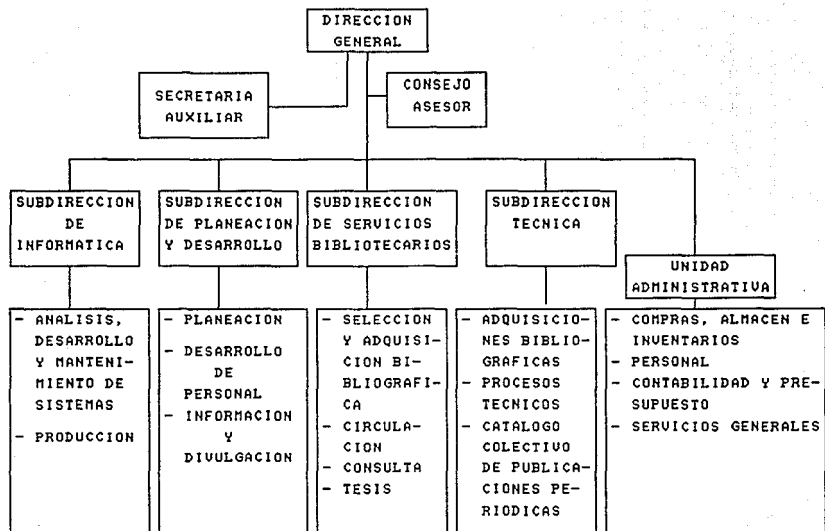 DIRECCION
GENERAL
SECRETARIA
AUXILIAR
CONSEJO
ASESOR
SUBDIRECCION
DE
INFORMATICA
SUBDIRECCION
DE PLANEACION
Y DESARROLLO
SUBDIRECCION
DE SERVICIOS
BIBLIOTECARIOS
SUBDIRECCION
TECNICA
UNIDAD
ADMINISTRATIVA
- ANALISIS,
DESARROLLO
Y MANTENI-
MIENTO DE
SISTEMAS
- PRODUCCION
- PLANEACION
- DESARROLLO
DE
PERSONAL
- INFORMACION
Y
DIVULGACION
- SELECCION
Y ADQUISI-
CION BI-
BLIOGRAFI-
CA
- CIRCULA-
CION
- CONSULTA
- TESIS
- ADQUISICIO-
NES BIBLIO-
GRAFICAS
- PROCESOS
TECNICOS
- CATALOGO
COLECTIVO
DE PUBLICA-
CIONES PE-
RIODICAS
- COMPRAS, ALMACEN E
INVENTARIOS
- PERSONAL
- CONTABILIDAD Y PRE-
SUPUESTO
- SERVICIOS GENERALES